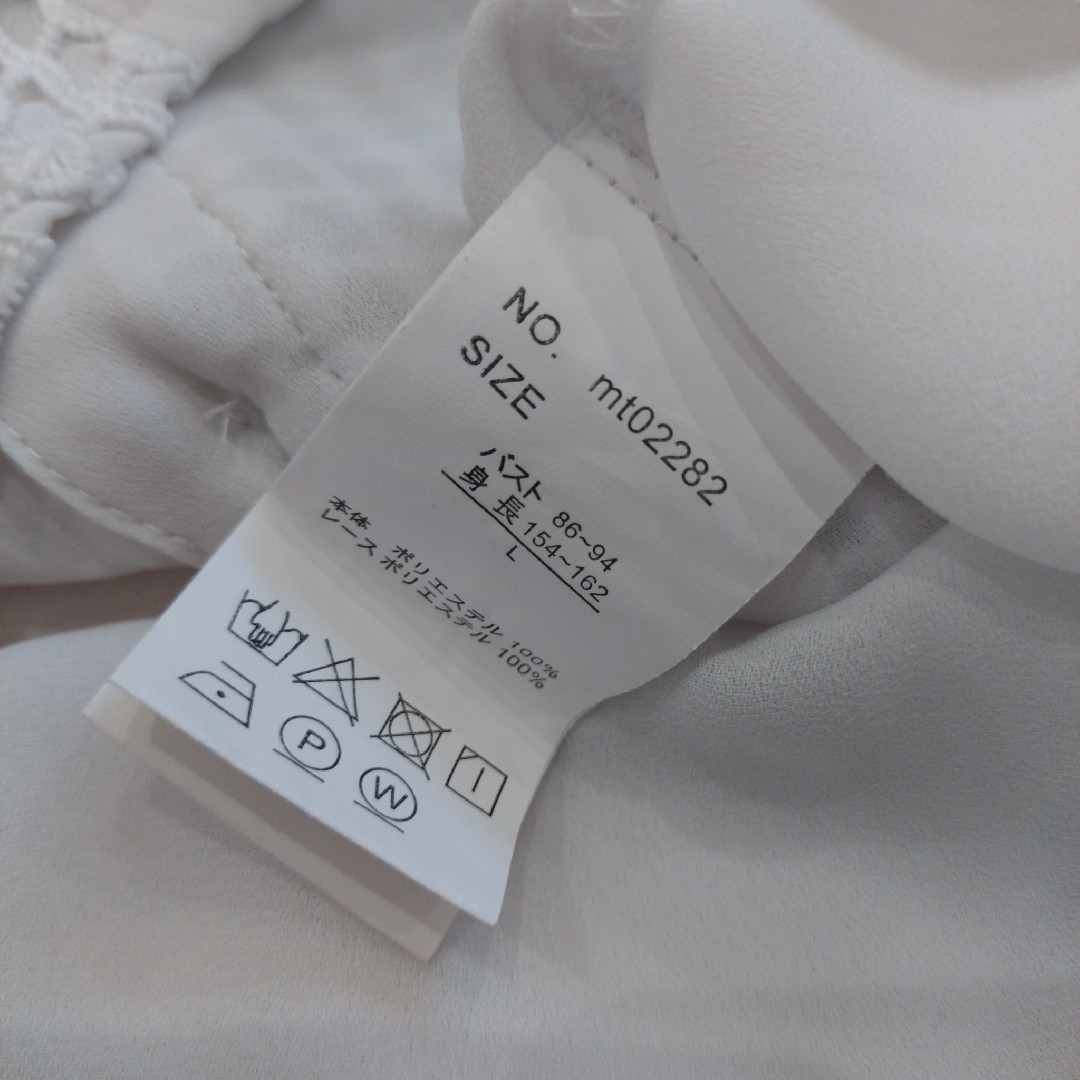 NO. mt02282
SIZE
バスト 86~94
身 長 154~162
L
本体 ポリエステル 100%
レース ポリエステル 100%
P
W